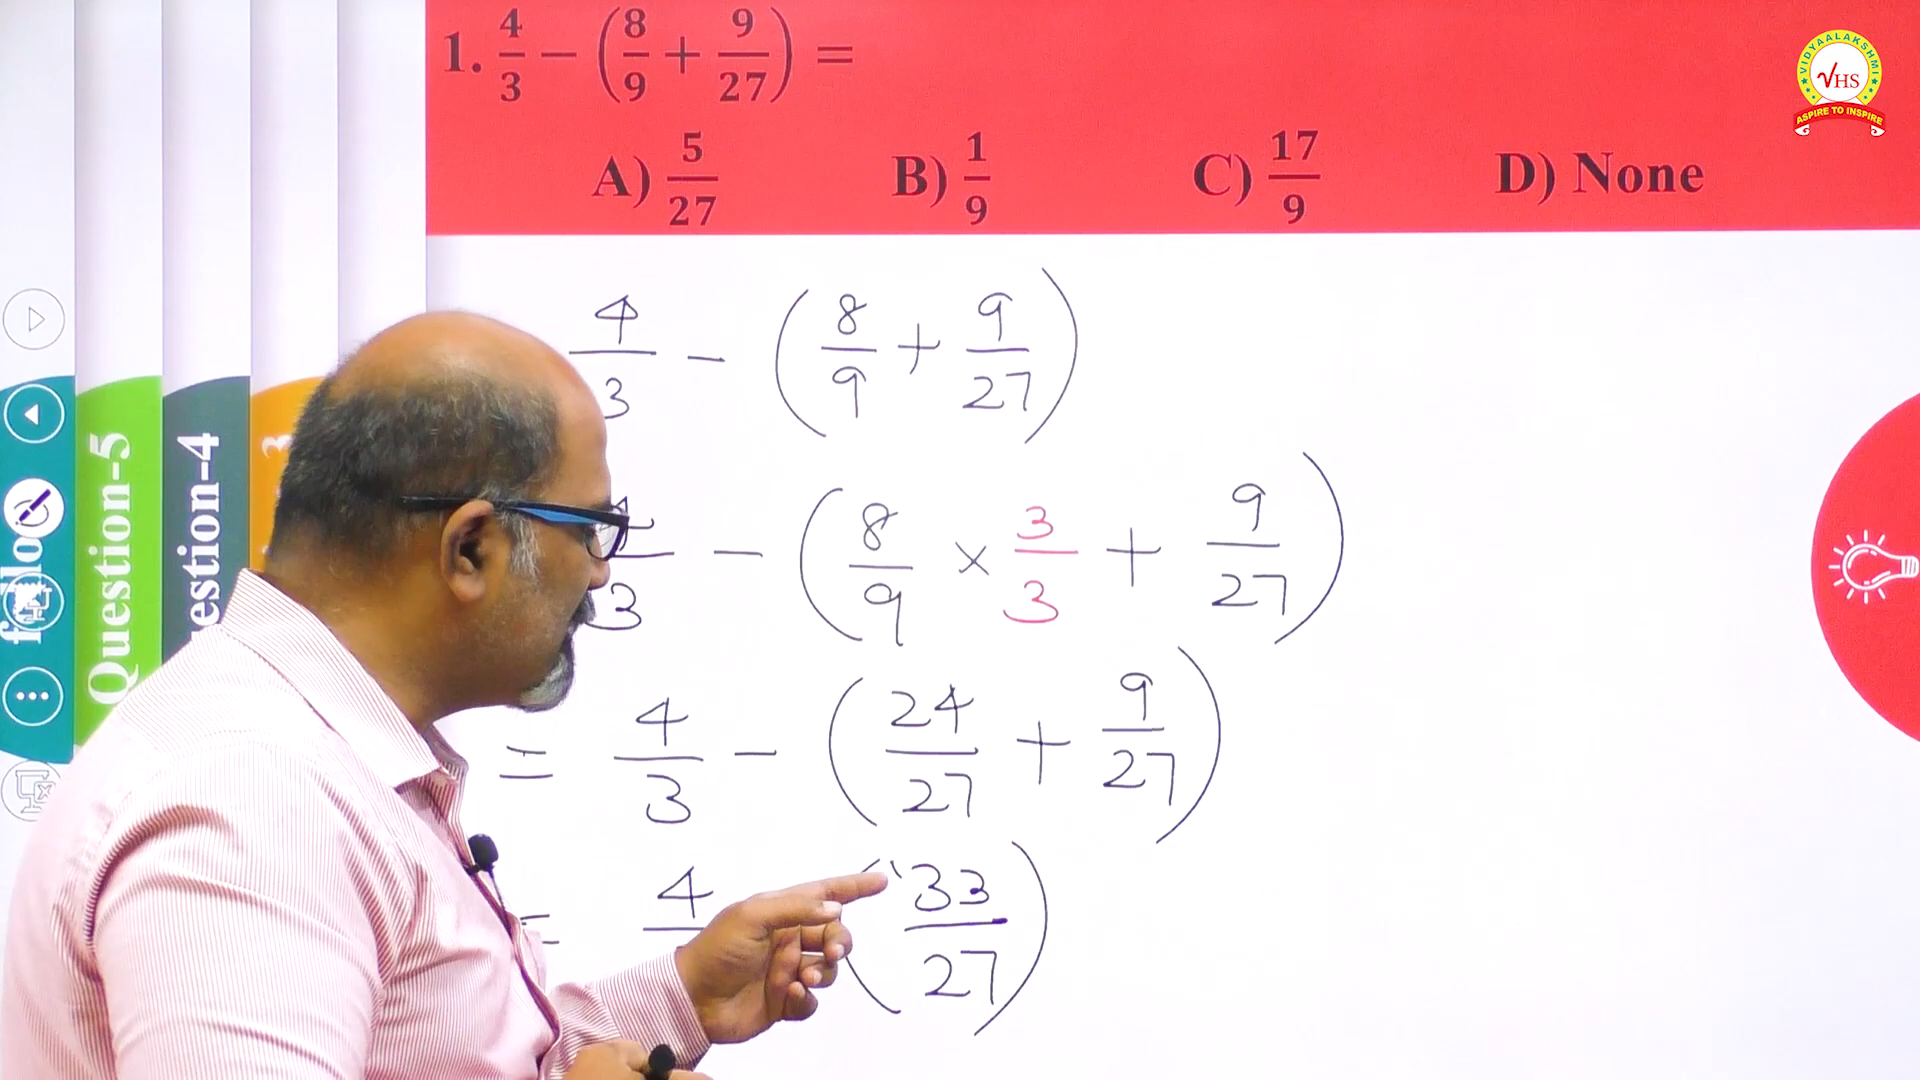 1. 4/3 − (8/9 + 9/27) =
A) 5/27 B) 1/9 C) 17/9 D) None
VIDYAALAKSHMI
VHS
ASPIRE TO INSPIRE
4/3 − (8/9 + 9/27)
3 − (8/9 × 3/3 + 9/27)
= 4/3 − (24/27 + 9/27)
= 4 (33/27)
Question-5
estion-4
3